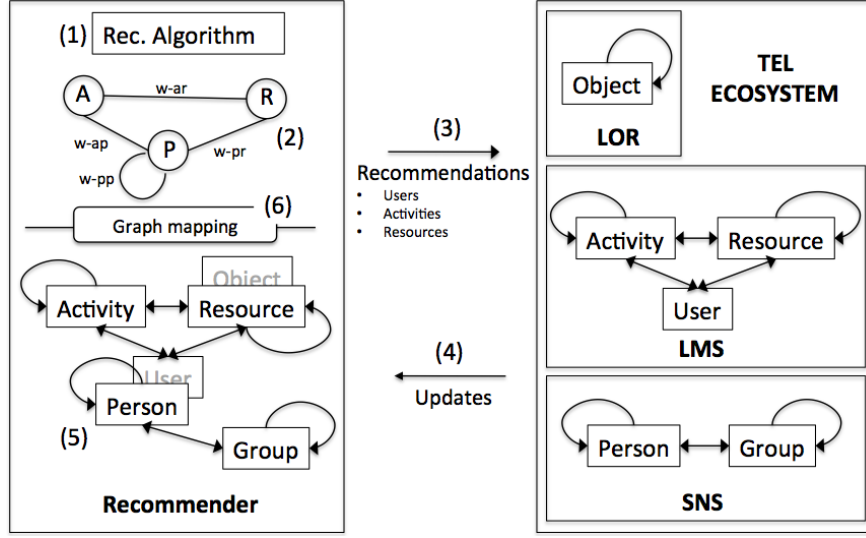 (1) Rec. Algorithm
A
w-ar
R
(2)
w-ap
P
w-pr
w-pp
(6)
Graph mapping
Object
Activity
Resource
User
Person
(5)
Group
Recommender
(3)
Recommendations
• Users
• Activities
• Resources
(4)
Updates
TEL
ECOSYSTEM
Object
LOR
Activity
Resource
User
LMS
Person
Group
SNS